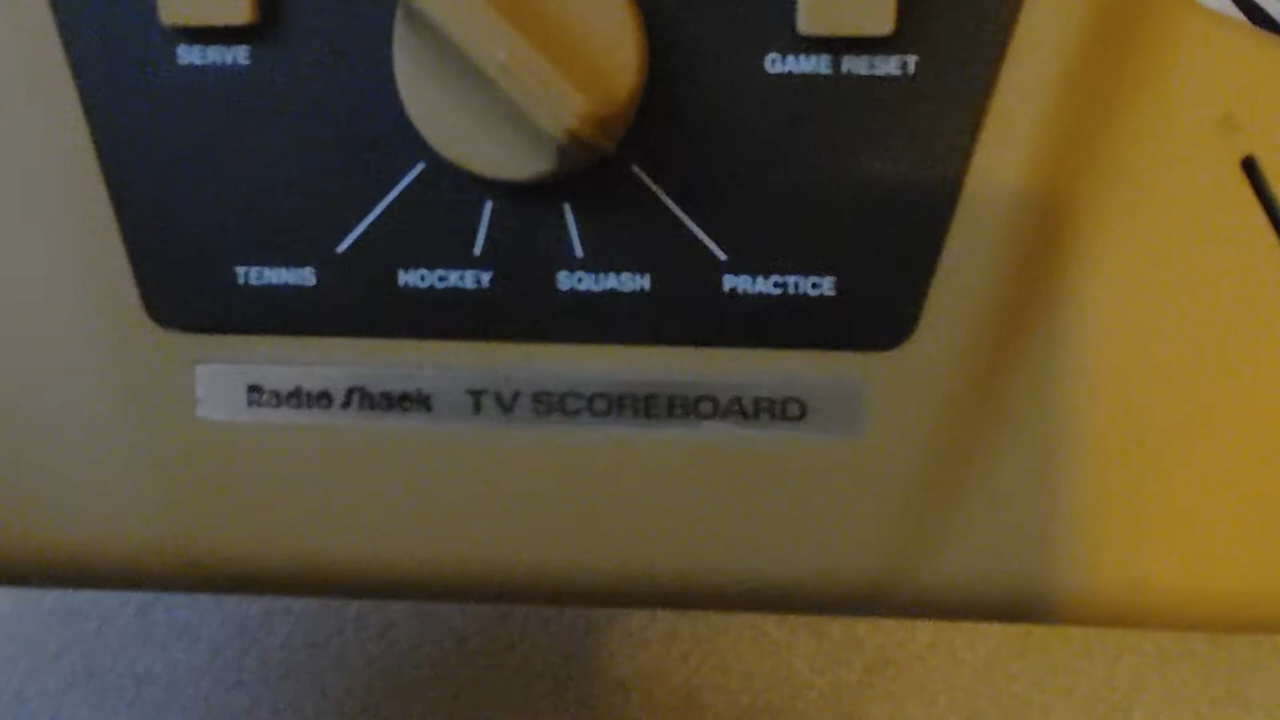 SERVE
GAME RESET
TENNIS HOCKEY SQUASH PRACTICE
Radio Shack TV SCOREBOARD